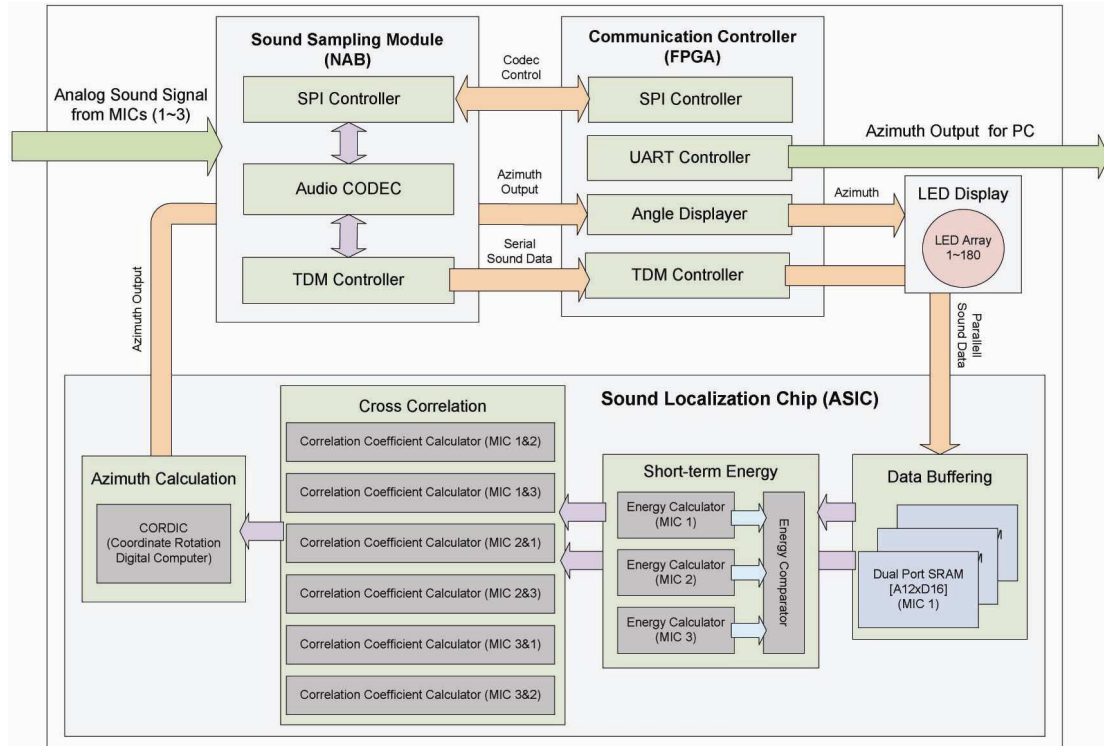 Sound Sampling Module
(NAB)
Communication Controller
(FPGA)
Codec
Control
SPI Controller
SPI Controller
Analog Sound Signal
from MICs (1~3)
Azimuth Output for PC
UART Controller
Audio CODEC
Azimuth
Output
Angle Displayer
Azimuth
LED Display
LED Array
1~180
Serial
Sound Data
TDM Controller
TDM Controller
Azimuth Output
Parallell
Sound Data
Sound Localization Chip (ASIC)
Cross Correlation
Correlation Coefficient Calculator (MIC 1&2)
Correlation Coefficient Calculator (MIC 1&3)
Correlation Coefficient Calculator (MIC 2&1)
Correlation Coefficient Calculator (MIC 2&3)
Correlation Coefficient Calculator (MIC 3&1)
Correlation Coefficient Calculator (MIC 3&2)
Azimuth Calculation
CORDIC
(Coordinate Rotation
Digital Computer)
Short-term Energy
Energy Calculator
(MIC 1)
Energy Calculator
(MIC 2)
Energy Calculator
(MIC 3)
Energy Comparator
Data Buffering
Dual Port SRAM
[A12xD16]
(MIC 1)